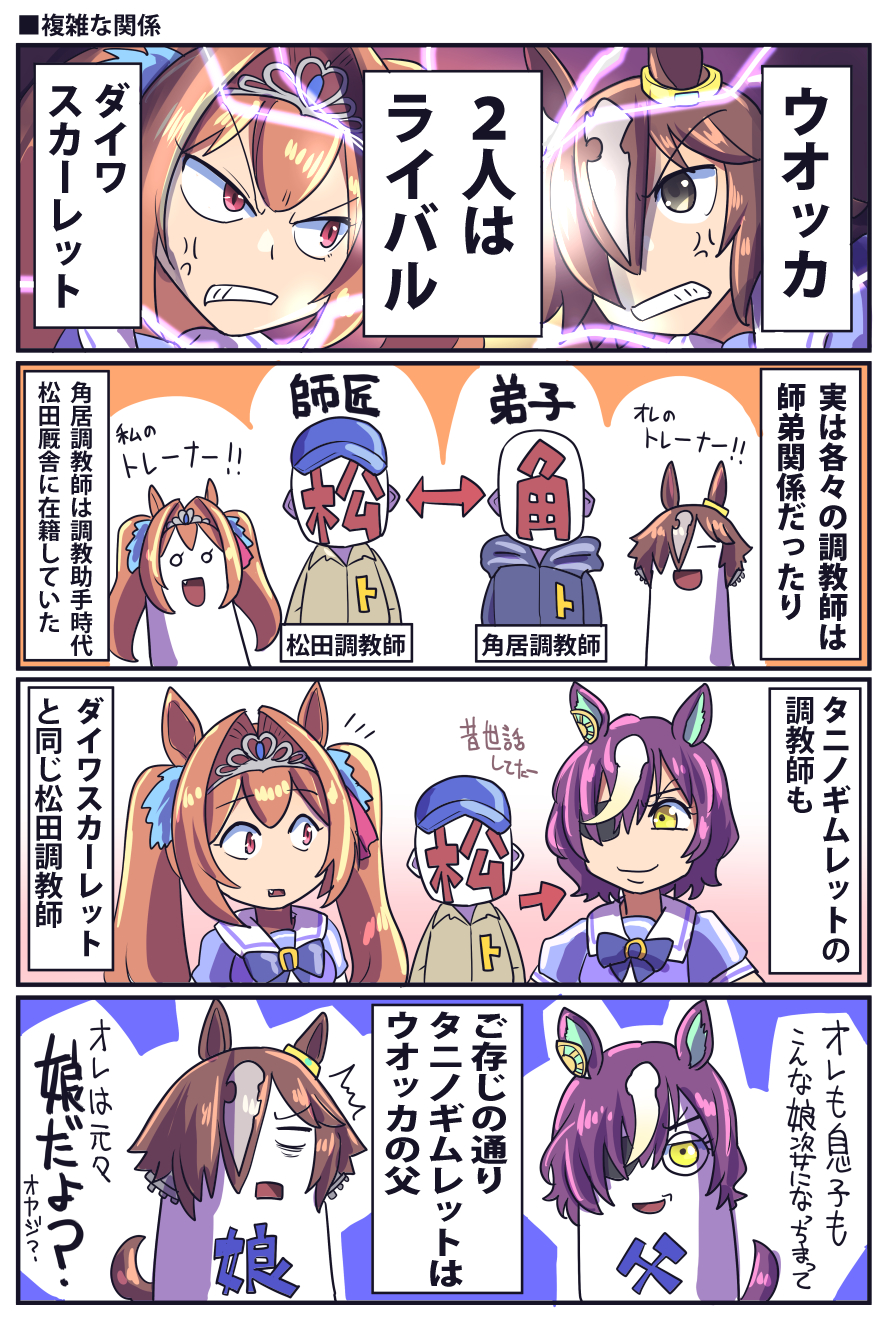 ■複雑な関係
ウオッカ
2人は
ライバル
ダイワ
スカーレット
実は各々の調教師は
師弟関係だったり
オレの
トレーナー!!
弟子
角
ト
角居調教師
師匠
松
ト
松田調教師
私の
トレーナー!!
角居調教師は調教助手時代
松田厩舎に在籍していた
タニノギムレットの
調教師も
昔世話
してたー
松
ト
ダイワスカーレット
と同じ松田調教師
オレも息子も
こんな娘姿になっちまって
父
ご存じの通り
タニノギムレットは
ウオッカの父
オレは元々
娘だよ?
オヤジ?
娘